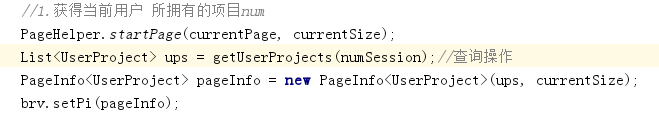 //1.获得当前用户 所拥有的项目num
PageHelper.startPage(currentPage, currentSize);
List<UserProject> ups = getUserProjects(numSession);//查询操作
PageInfo<UserProject> pageInfo = new PageInfo<UserProject>(ups, currentSize);
brv.setPi(pageInfo);